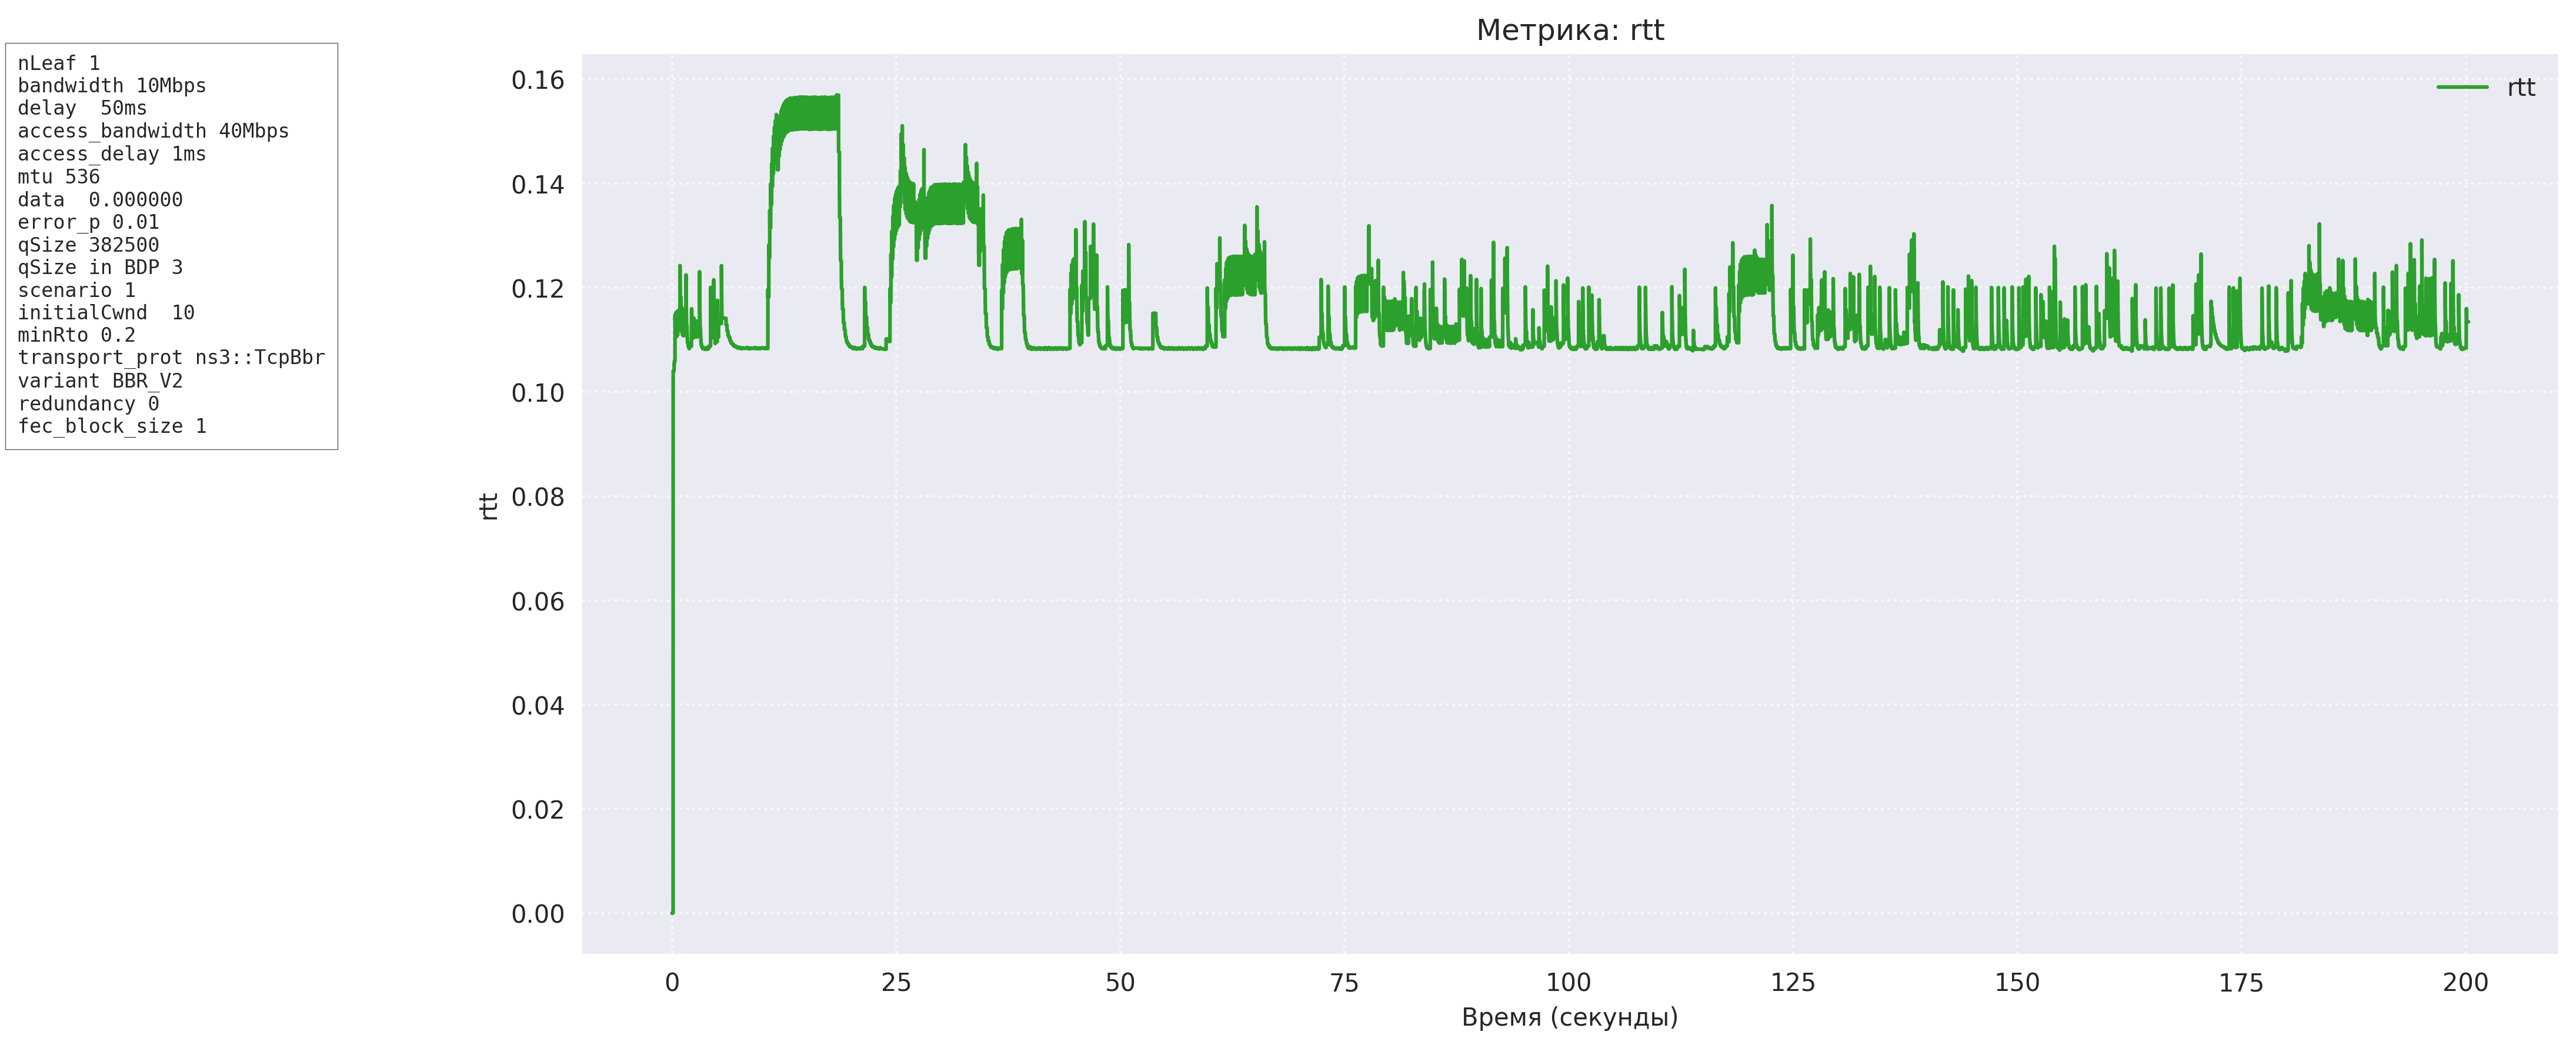 nLeaf 1
bandwidth 10Mbps
delay  50ms
access_bandwidth 40Mbps
access_delay 1ms
mtu 536
data  0.000000
error_p 0.01
qSize 382500
qSize in BDP 3
scenario 1
initialCwnd  10
minRto 0.2
transport_prot ns3::TcpBbr
variant BBR_V2
redundancy 0
fec_block_size 1
Метрика: rtt
rtt
rtt
0.16
0.14
0.12
0.10
0.08
0.06
0.04
0.02
0.00
0 25 50 75 100 125 150 175 200
Время (секунды)